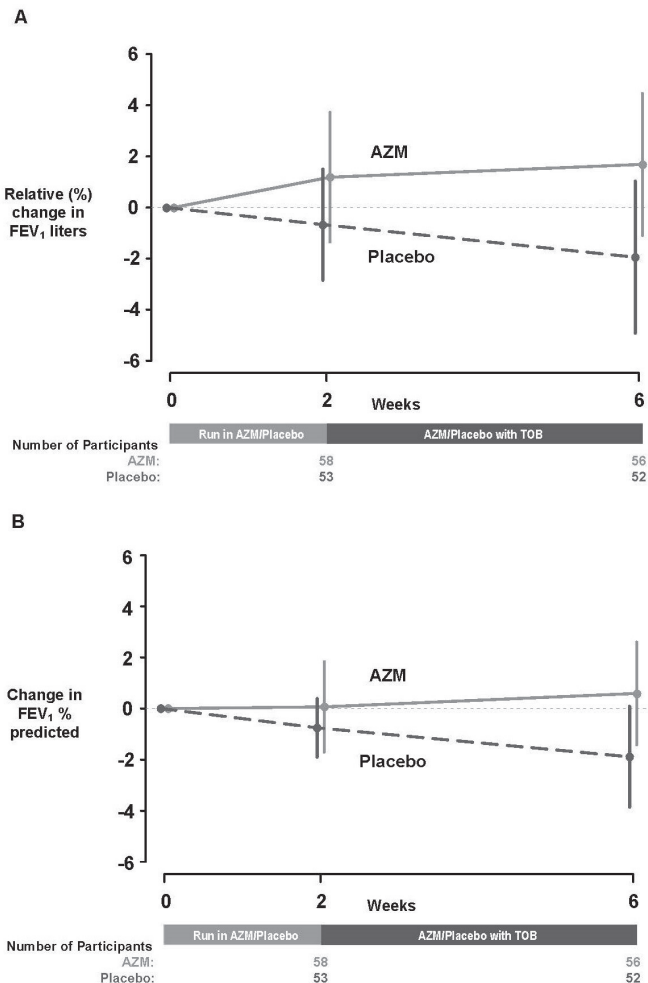 A
6
4
2
0
-2
-4
-6
Relative (%)
change in
FEV₁ liters
AZM
Placebo
0 2 6
Weeks
Run in AZM/Placebo AZM/Placebo with TOB
Number of Participants
AZM: 58 56
Placebo: 53 52
B
6
4
2
0
-2
-4
-6
Change in
FEV₁ %
predicted
AZM
Placebo
0 2 6
Weeks
Run in AZM/Placebo AZM/Placebo with TOB
Number of Participants
AZM: 58 56
Placebo: 53 52